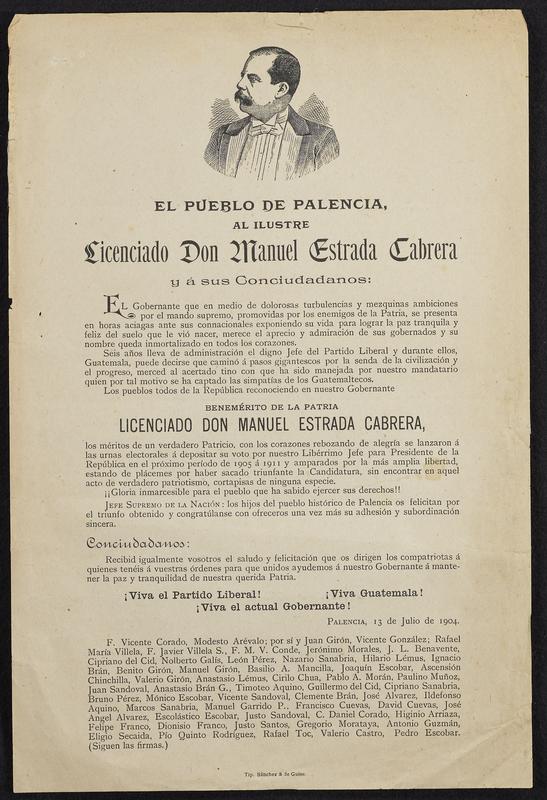 EL PUEBLO DE PALENCIA,
AL ILUSTRE
Licenciado Don Manuel Estrada Cabrera
y á sus Conciudadanos:
EL Gobernante que en medio de dolorosas turbulencias y mezquinas ambiciones
por el mando supremo, promovidas por los enemigos de la Patria, se presenta
en horas aciagas ante sus connacionales exponiendo su vida para lograr la paz tranquila y
feliz del suelo que le vió nacer, merece el aprecio y admiración de sus gobernados y su
nombre queda inmortalizado en todos los corazones.
Seis años lleva de administración el digno Jefe del Partido Liberal y durante ellos,
Guatemala, puede decirse que caminó á pasos gigantescos por la senda de la civilización y
el progreso, merced al acertado tino con que ha sido manejada por nuestro mandatario
quien por tal motivo se ha captado las simpatías de los Guatemaltecos.
Los pueblos todos de la República reconociendo en nuestro Gobernante
BENEMÉRITO DE LA PATRIA
LICENCIADO DON MANUEL ESTRADA CABRERA,
los méritos de un verdadero Patricio, con los corazones rebozando de alegría se lanzaron á
las urnas electorales á depositar su voto por nuestro Libérrimo Jefe para Presidente de la
República en el próximo período de 1905 á 1911 y amparados por la más amplia libertad,
estando de plácemes por haber sacado triunfante la Candidatura, sin encontrar en aquel
acto de verdadero patriotismo, cortapisas de ninguna especie.
¡¡Gloria inmarcesible para el pueblo que ha sabido ejercer sus derechos!!
JEFE SUPREMO DE LA NACIÓN: los hijos del pueblo histórico de Palencia os felicitan por
el triunfo obtenido y congratúlanse con ofreceros una vez más su adhesión y subordinación
sincera.
Conciudadanos:
Recibid igualmente vosotros el saludo y felicitación que os dirigen los compatriotas á
quienes tenéis á vuestras órdenes para que unidos ayudemos á nuestro Gobernante á mante-
ner la paz y tranquilidad de nuestra querida Patria.
¡Viva el Partido Liberal! ¡Viva Guatemala!
¡Viva el actual Gobernante!
PALENCIA, 13 de Julio de 1904.
F. Vicente Corado, Modesto Arévalo; por sí y Juan Girón, Vicente González; Rafael
María Villela, F. Javier Villela S., F. M. V. Conde, Jerónimo Morales, J. L. Benavente,
Cipriano del Cid, Nolberto Galís, León Pérez, Nazario Sanabria, Hilario Lémus, Ignacio
Brán, Benito Girón, Manuel Girón, Basilio A. Mancilla, Joaquín Escobar, Ascensión
Chinchilla, Valerio Girón, Anastasio Lémus, Cirilo Chua, Pablo A. Morán, Paulino Muñoz,
Juan Sandoval, Anastasio Brán G., Timoteo Aquino, Guillermo del Cid, Cipriano Sanabria,
Bruno Pérez, Mónico Escobar, Vicente Sandoval, Clemente Brán, José Alvarez, Ildefonso
Aquino, Marcos Sanabria, Manuel Garrido P., Francisco Cuevas, David Cuevas, José
Angel Alvarez, Escolástico Escobar, Justo Sandoval, C. Daniel Corado, Higinio Arriaza,
Felipe Franco, Dionisio Franco, Justo Santos, Gregorio Morataya, Antonio Guzmán,
Eligio Secaida, Pío Quinto Rodríguez, Rafael Toc, Valerio Castro, Pedro Escobar.
(Siguen las firmas.)
Tip. Sánchez & de Guise.